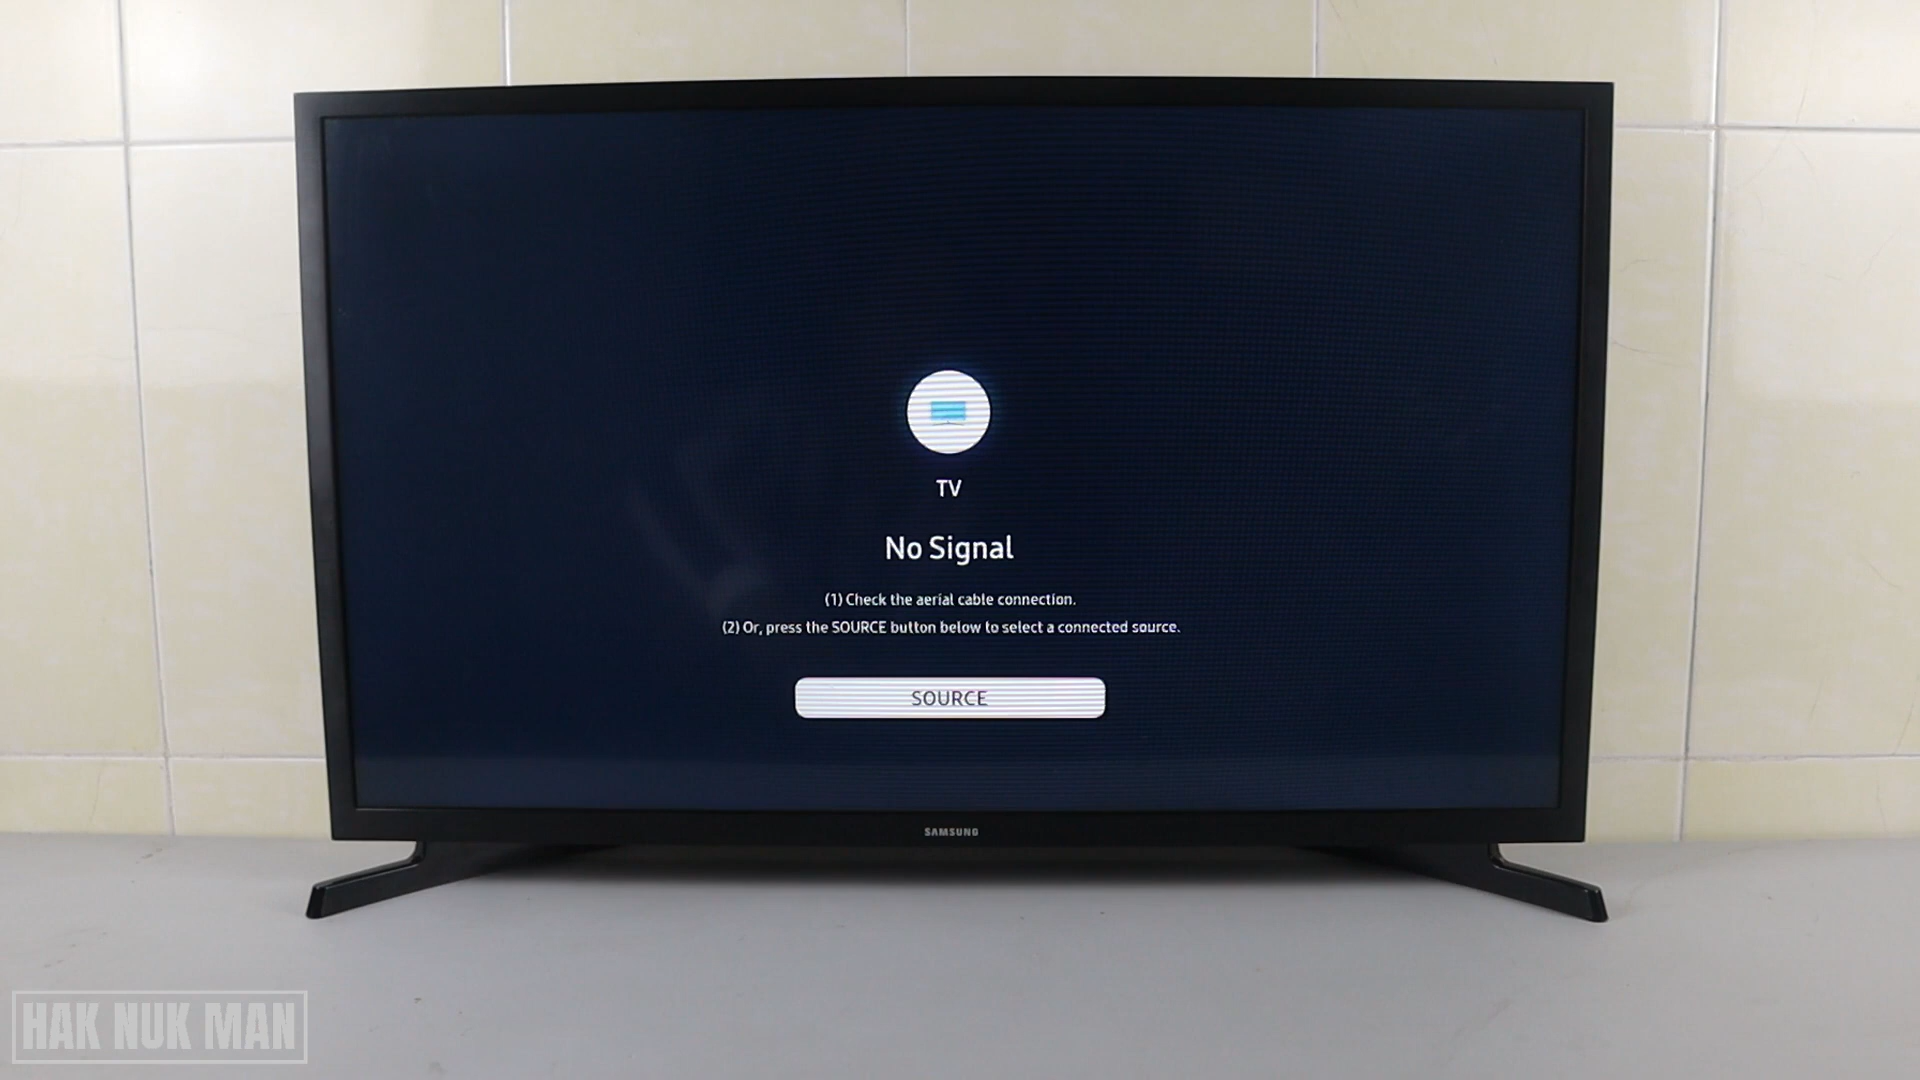 TV
No Signal
(1) Check the aerial cable connection.
(2) Or, press the SOURCE button below to select a connected source.
SOURCE
SAMSUNG
HAK NUK MAN